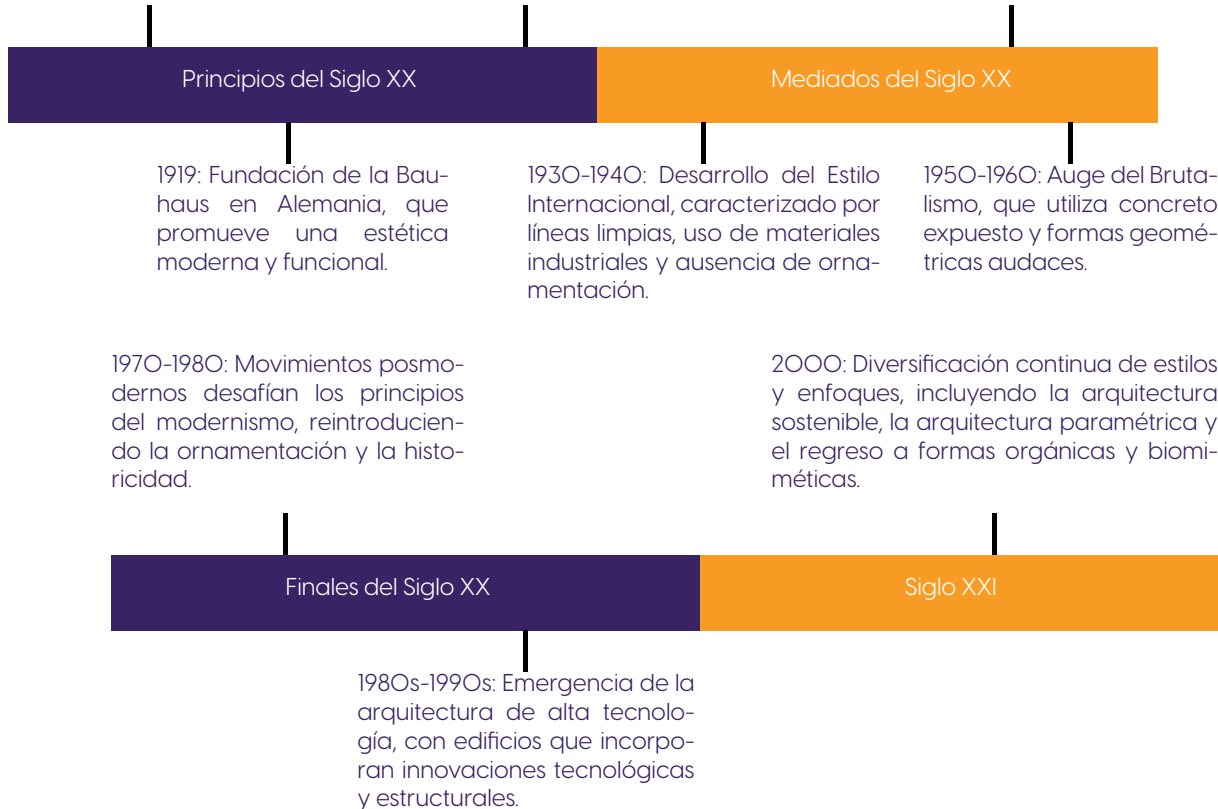 Principios del Siglo XX
Mediados del Siglo XX
1919: Fundación de la Bau-
haus en Alemania, que
promueve una estética
moderna y funcional.
1930-1940: Desarrollo del Estilo
Internacional, caracterizado por
líneas limpias, uso de materiales
industriales y ausencia de orna-
mentación.
1950-1960: Auge del Bruta-
lismo, que utiliza concreto
expuesto y formas geomé-
tricas audaces.
1970-1980: Movimientos posmo-
dernos desafían los principios
del modernismo, reintroducien-
do la ornamentación y la histo-
ricidad.
2000: Diversificación continua de estilos
y enfoques, incluyendo la arquitectura
sostenible, la arquitectura paramétrica y
el regreso a formas orgánicas y biomi-
méticas.
Finales del Siglo XX
Siglo XXI
1980s-1990s: Emergencia de la
arquitectura de alta tecnolo-
gía, con edificios que incorpo-
ran innovaciones tecnológicas
y estructurales.